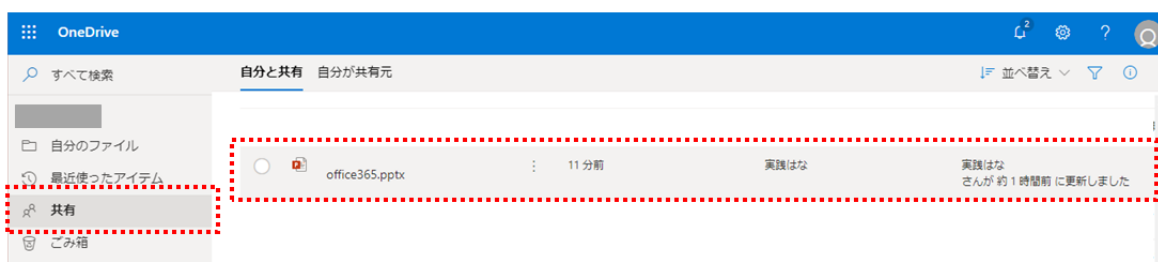 OneDrive
2
?
すべて検索
自分と共有 自分が共有元
並べ替え
自分のファイル
最近使ったアイテム
共有
ごみ箱
office365.pptx
11 分前
実践はな
実践はな
さんが 約 1 時間前 に更新しました